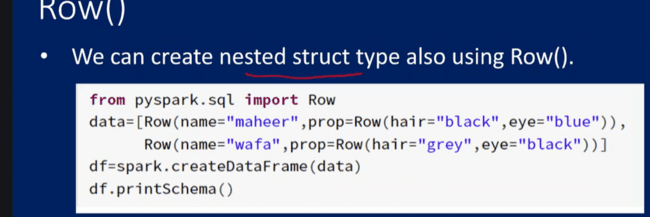 Row()
• We can create nested struct type also using Row().
from pyspark.sql import Row
data=[Row(name="maheer",prop=Row(hair="black",eye="blue")),
Row(name="wafa",prop=Row(hair="grey",eye="black"))]
df=spark.createDataFrame(data)
df.printSchema()